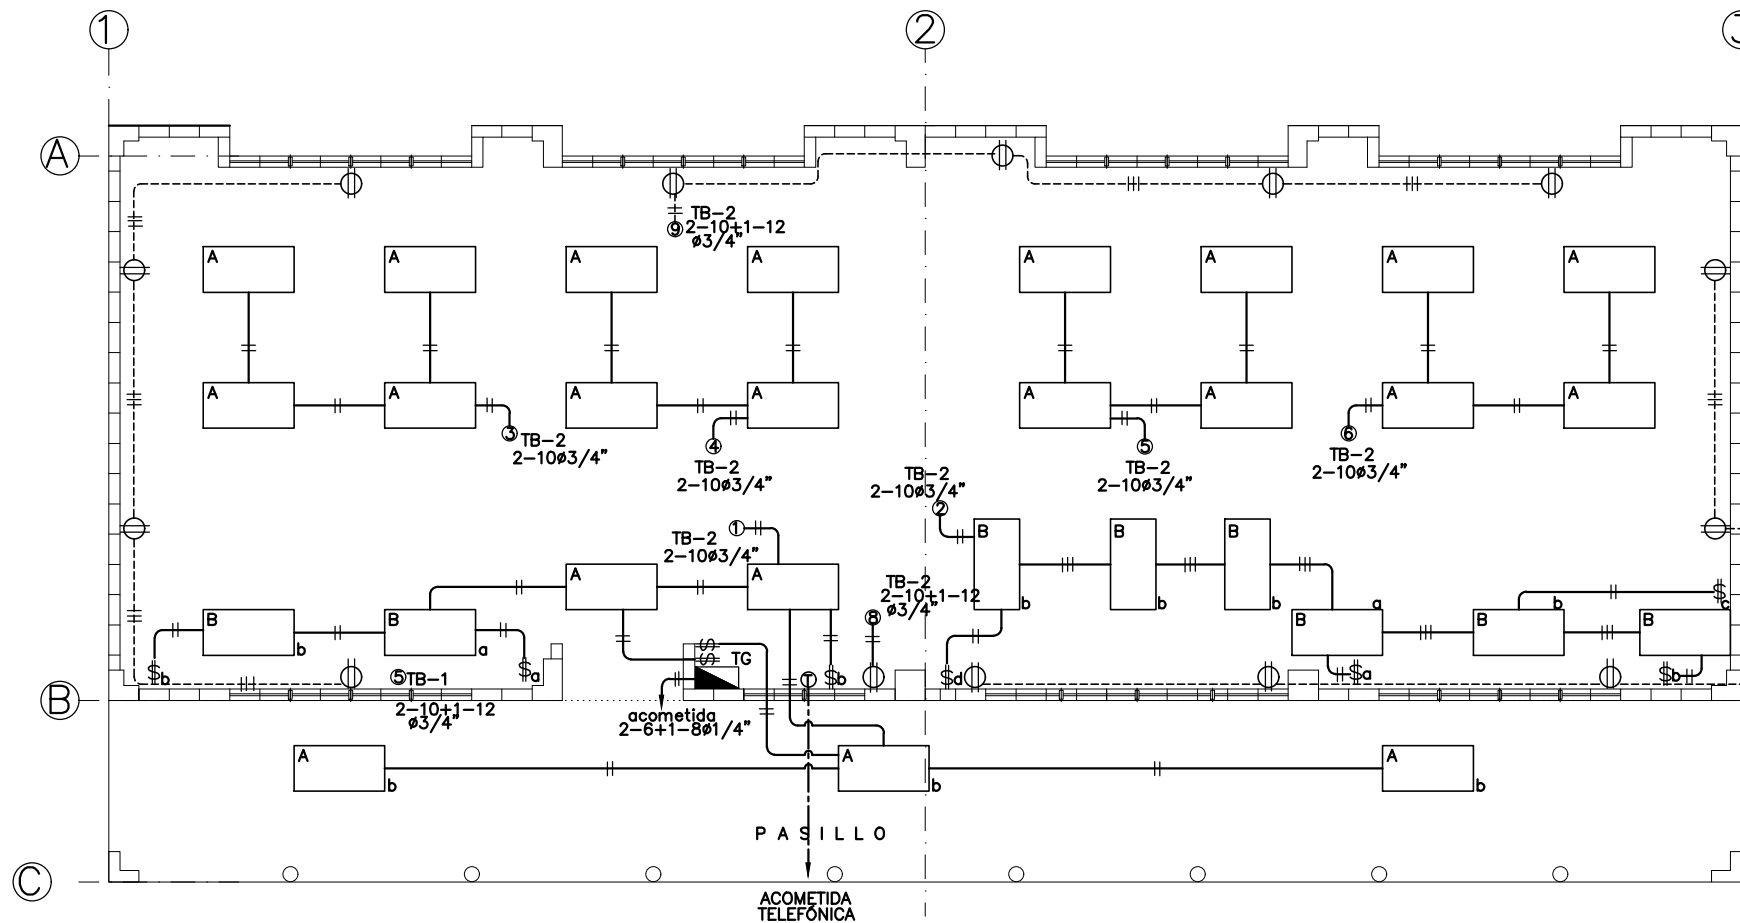 1
2
3
A
TB-2
9 2-10+1-12
ø3/4"
A A A A A A A A
A A A A A A A A
3 4 5 6
TB-2
2-10ø3/4"
TB-2
2-10ø3/4"
TB-2
2-10ø3/4"
TB-2
2-10ø3/4"
TB-2
2-10ø3/4"
2
1
TB-2
2-10ø3/4"
B B B
b b b
A A
TB-2
2-10+1-12
ø3/4"
8
B b B a
a b c
B B B
$b $a $ $ TG $b $d $a $b $
T
B
5 TB-1
2-10+1-12
ø3/4"
acometida
2-6+1-8ø1/4"
A b A b A b
PASILLO
C
ACOMETIDA
TELEFÓNICA